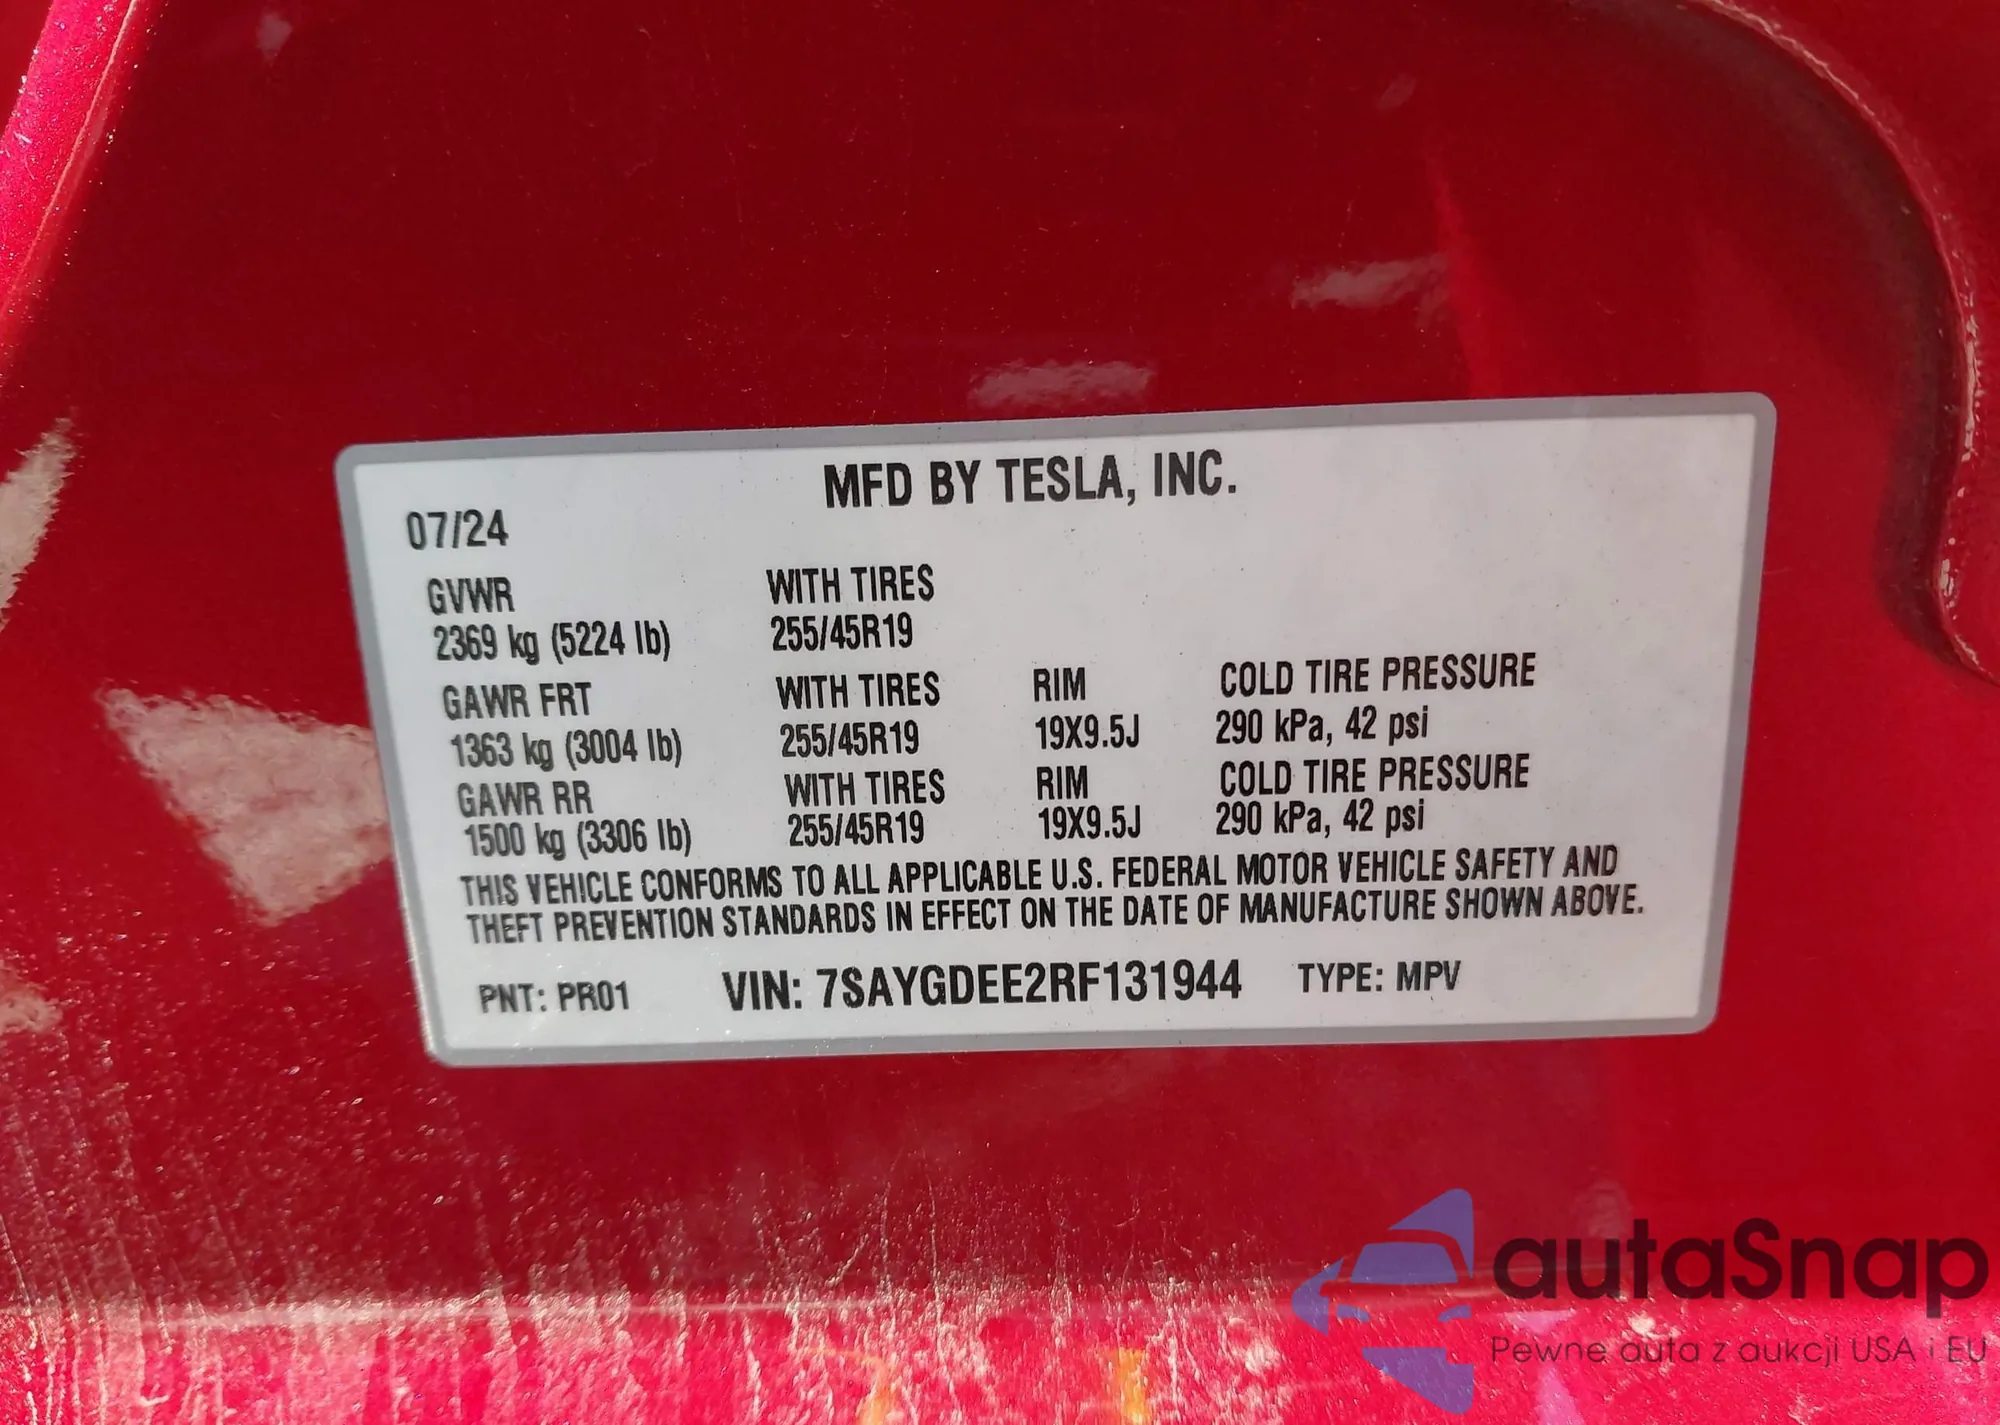 MFD BY TESLA, INC.
07/24
GVWR WITH TIRES
2369 kg (5224 lb) 255/45R19
GAWR FRT WITH TIRES RIM COLD TIRE PRESSURE
1363 kg (3004 lb) 255/45R19 19X9.5J 290 kPa, 42 psi
GAWR RR WITH TIRES RIM COLD TIRE PRESSURE
1500 kg (3306 lb) 255/45R19 19X9.5J 290 kPa, 42 psi
THIS VEHICLE CONFORMS TO ALL APPLICABLE U.S. FEDERAL MOTOR VEHICLE SAFETY AND
THEFT PREVENTION STANDARDS IN EFFECT ON THE DATE OF MANUFACTURE SHOWN ABOVE.
PNT: PR01 VIN: 7SAYGDEE2RF131944 TYPE: MPV
autaSnap
Pewne auta z aukcji USA i EU